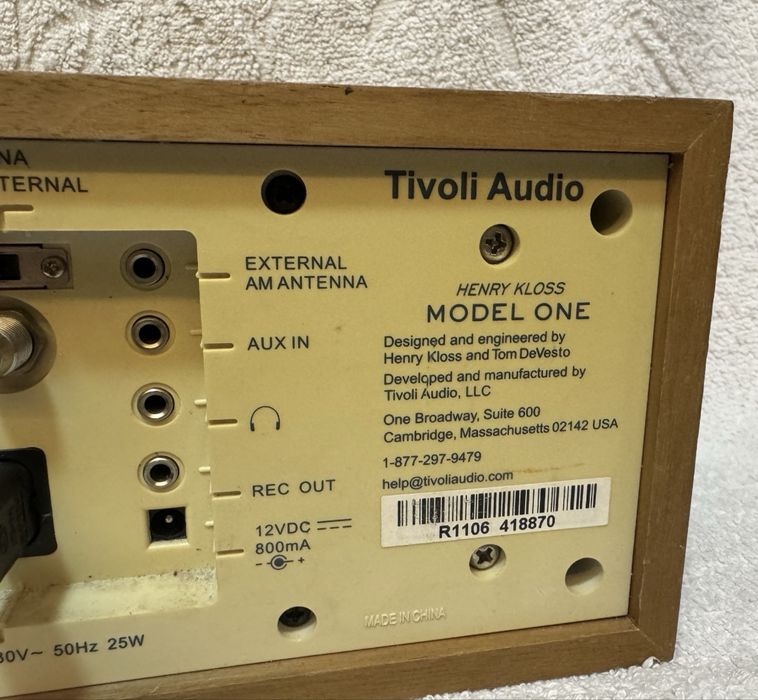 Tivoli Audio
EXTERNAL
AM ANTENNA
AUX IN
REC OUT
12VDC
800mA
- +
HENRY KLOSS
MODEL ONE
Designed and engineered by
Henry Kloss and Tom DeVesto
Developed and manufactured by
Tivoli Audio, LLC
One Broadway, Suite 600
Cambridge, Massachusetts 02142 USA
1-877-297-9479
help@tivoliaudio.com
R1106 418870
MADE IN CHINA
50Hz 25W